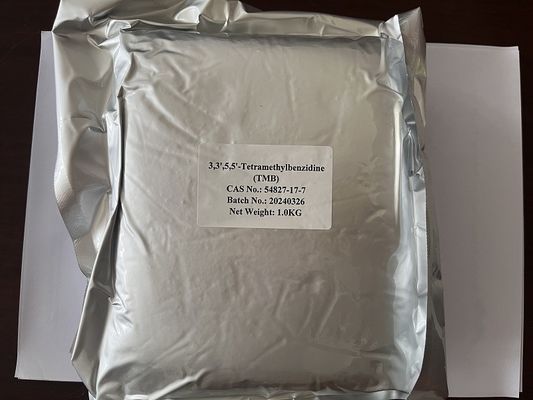 3,3',5,5'-Tetramethylbenzidine
(TMB)
CAS No.: 54827-17-7
Batch No.: 20240326
Net Weight: 1.0KG